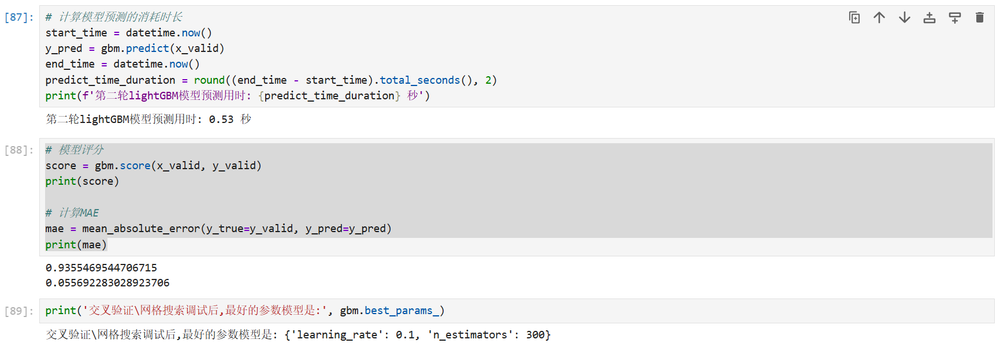 [87]:
# 计算模型预测的消耗时长
start_time = datetime.now()
y_pred = gbm.predict(x_valid)
end_time = datetime.now()
predict_time_duration = round((end_time - start_time).total_seconds(), 2)
print(f'第二轮lightGBM模型预测用时: {predict_time_duration} 秒')
第二轮lightGBM模型预测用时: 0.53 秒
[88]:
# 模型评分
score = gbm.score(x_valid, y_valid)
print(score)
# 计算MAE
mae = mean_absolute_error(y_true=y_valid, y_pred=y_pred)
print(mae)
0.9355469544706715
0.055692283028923706
[89]:
print('交叉验证\网格搜索调试后,最好的参数模型是:', gbm.best_params_)
交叉验证\网格搜索调试后,最好的参数模型是: {'learning_rate': 0.1, 'n_estimators': 300}